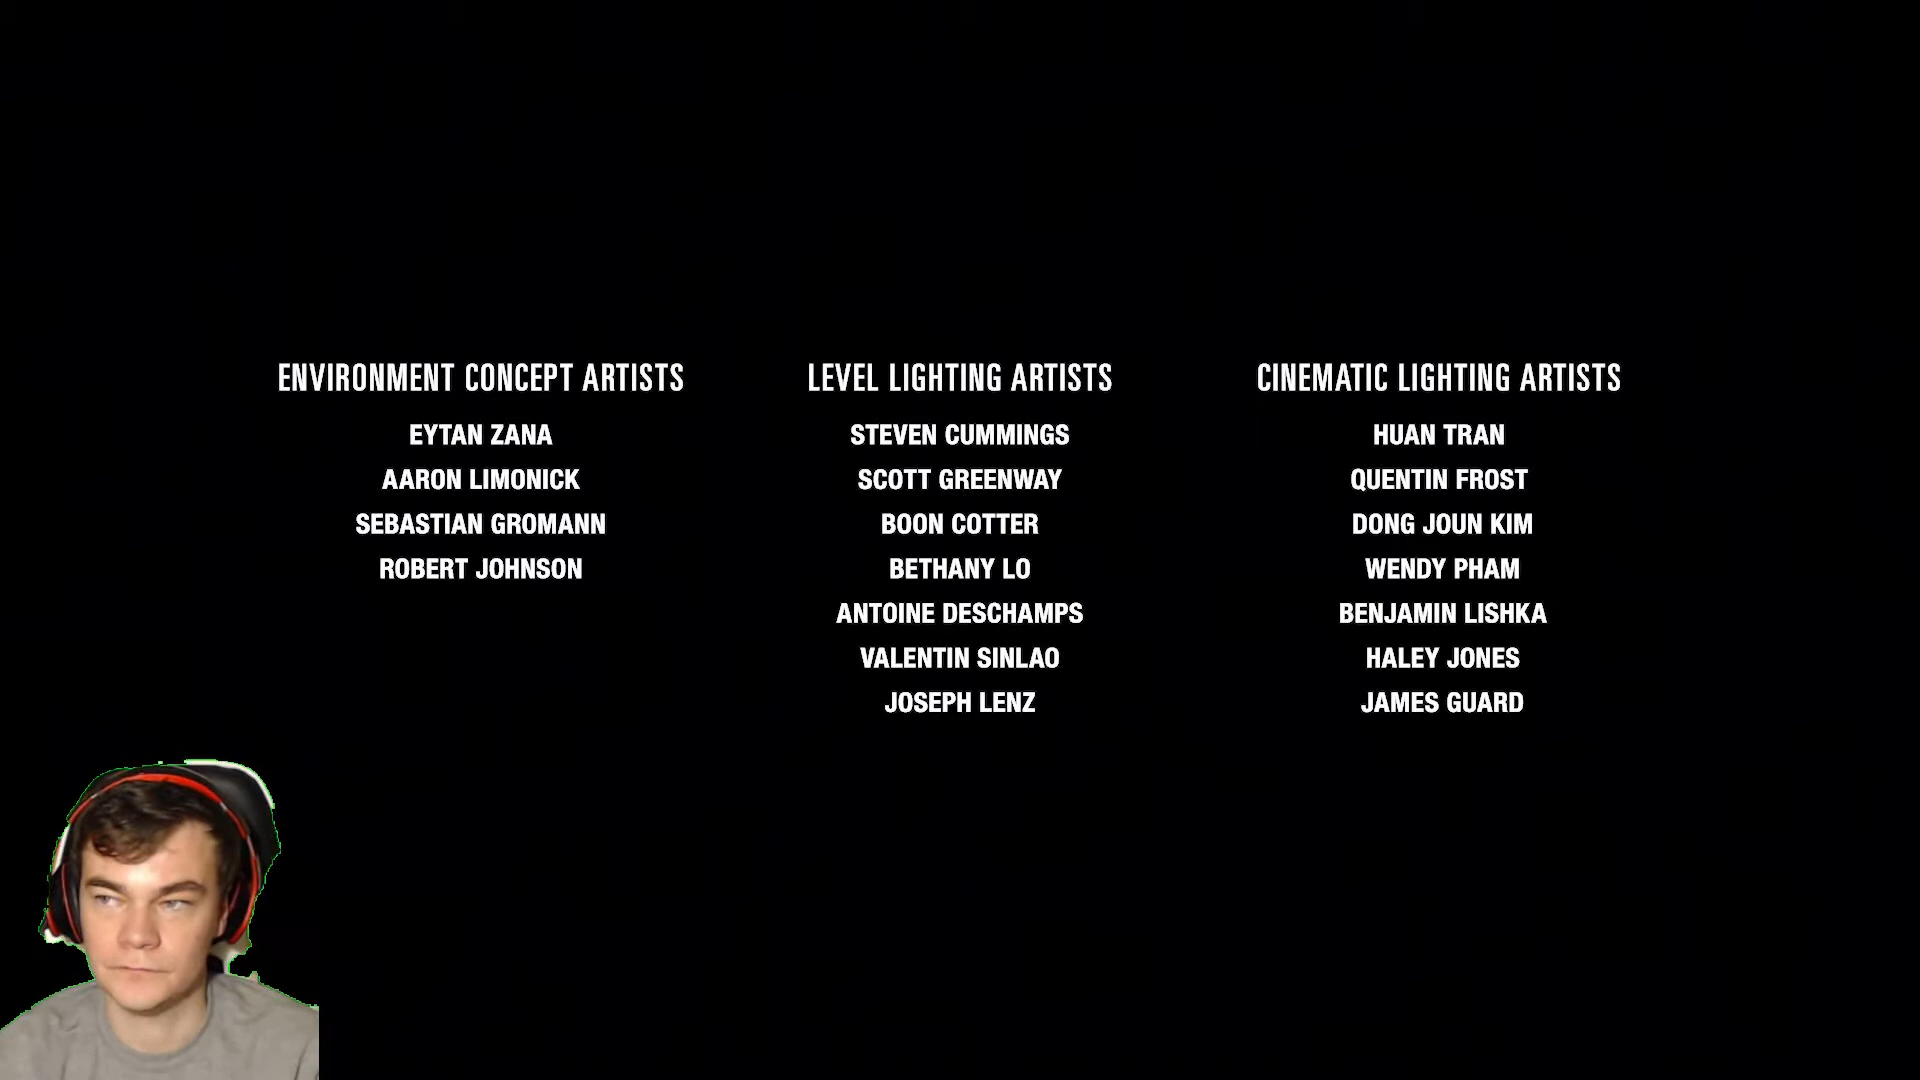 ENVIRONMENT CONCEPT ARTISTS
EYTAN ZANA
AARON LIMONICK
SEBASTIAN GROMANN
ROBERT JOHNSON
LEVEL LIGHTING ARTISTS
STEVEN CUMMINGS
SCOTT GREENWAY
BOON COTTER
BETHANY LO
ANTOINE DESCHAMPS
VALENTIN SINLAO
JOSEPH LENZ
CINEMATIC LIGHTING ARTISTS
HUAN TRAN
QUENTIN FROST
DONG JOUN KIM
WENDY PHAM
BENJAMIN LISHKA
HALEY JONES
JAMES GUARD